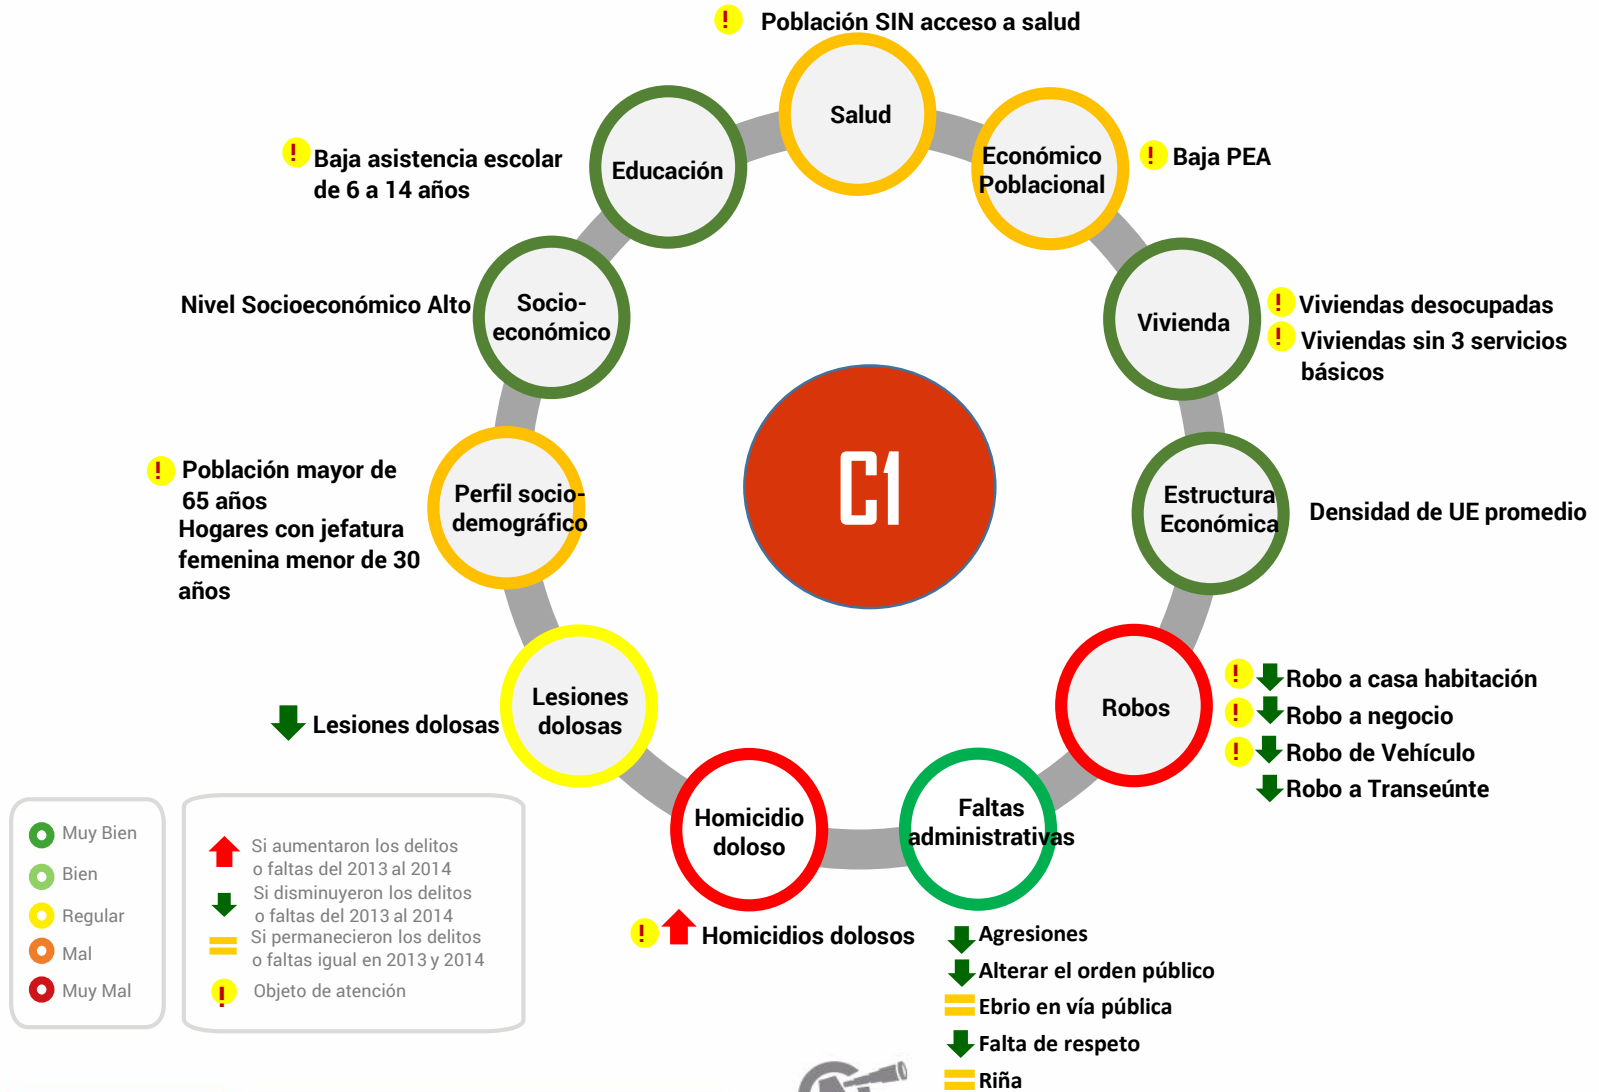 Población SIN acceso a salud
Salud
Económico
Poblacional
Baja PEA
Educación
Baja asistencia escolar
de 6 a 14 años
Vivienda
Viviendas desocupadas
Viviendas sin 3 servicios
básicos
Nivel Socioeconómico Alto
Socio-
económico
C1
Estructura
Económica
Densidad de UE promedio
Población mayor de
65 años
Hogares con jefatura
femenina menor de 30
años
Perfil socio-
demográfico
Robos
Robo a casa habitación
Robo a negocio
Robo de Vehículo
Robo a Transeúnte
Lesiones
dolosas
Lesiones dolosas
Homicidio
doloso
Homicidios dolosos
Faltas
administrativas
Agresiones
Alterar el orden público
Ebrio en vía pública
Falta de respeto
Riña
Muy Bien
Bien
Regular
Mal
Muy Mal
Si aumentaron los delitos
o faltas del 2013 al 2014
Si disminuyeron los delitos
o faltas del 2013 al 2014
Si permanecieron los delitos
o faltas igual en 2013 y 2014
Objeto de atención